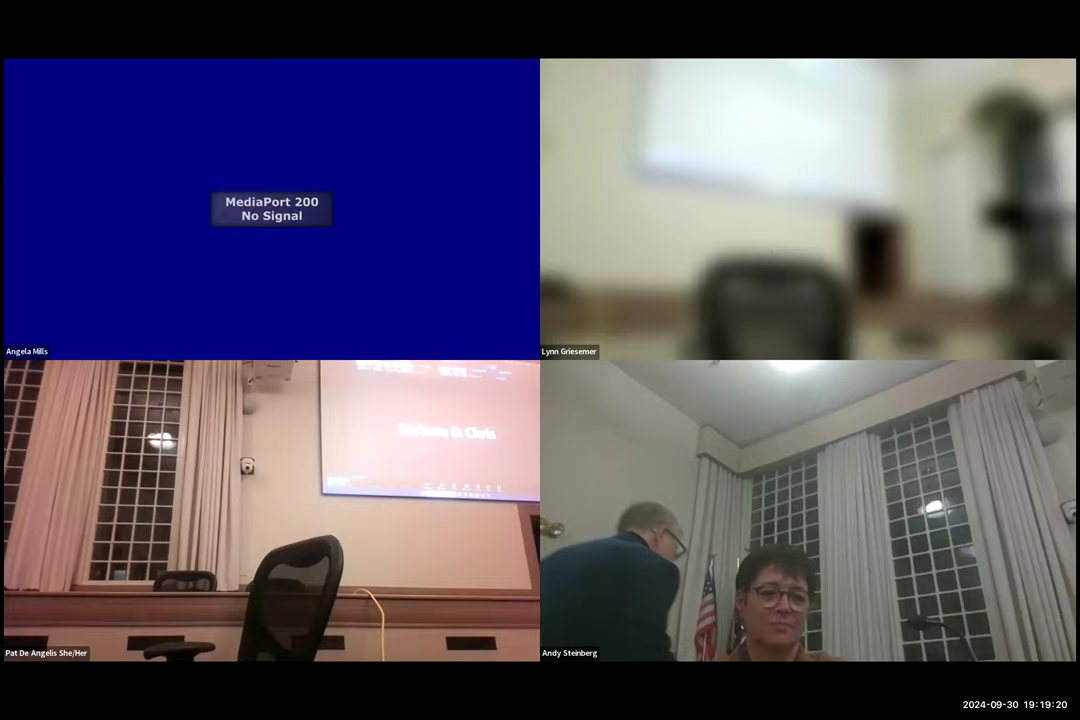 MediaPort 200
No Signal
Angela Mills
Lynn Griesemer
& Chris
Pat De Angelis She/Her
Andy Steinberg
2024-09-30 19:19:20